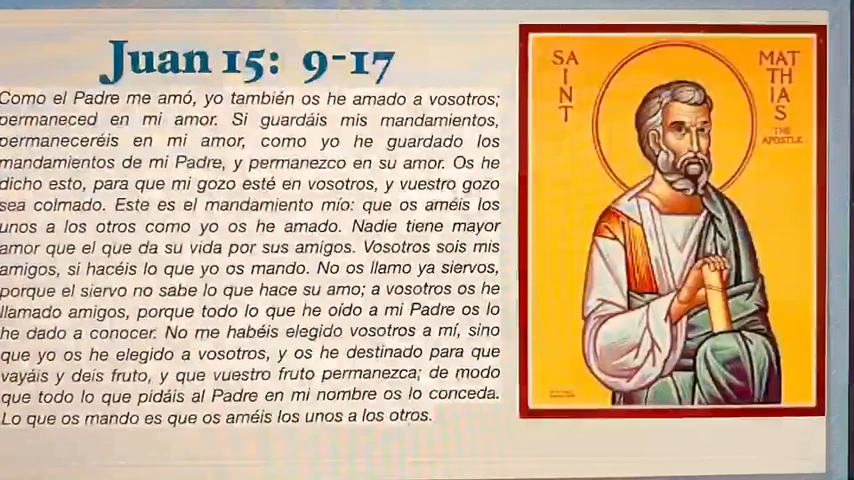 Juan 15: 9-17
Como el Padre me amó, yo también os he amado a vosotros;
permaneced en mi amor. Si guardáis mis mandamientos,
permaneceréis en mi amor, como yo he guardado los
mandamientos de mi Padre, y permanezco en su amor. Os he
dicho esto, para que mi gozo esté en vosotros, y vuestro gozo
sea colmado. Este es el mandamiento mío: que os améis los
unos a los otros como yo os he amado. Nadie tiene mayor
amor que el que da su vida por sus amigos. Vosotros sois mis
amigos, si hacéis lo que yo os mando. No os llamo ya siervos,
porque el siervo no sabe lo que hace su amo; a vosotros os he
llamado amigos, porque todo lo que he oído a mi Padre os lo
he dado a conocer. No me habéis elegido vosotros a mí, sino
que yo os he elegido a vosotros, y os he destinado para que
vayáis y deis fruto, y que vuestro fruto permanezca; de modo
que todo lo que pidáis al Padre en mi nombre os lo conceda.
Lo que os mando es que os améis los unos a los otros.
SA
I
N
T
MAT
TH
IA
S
THE
APOSTLE